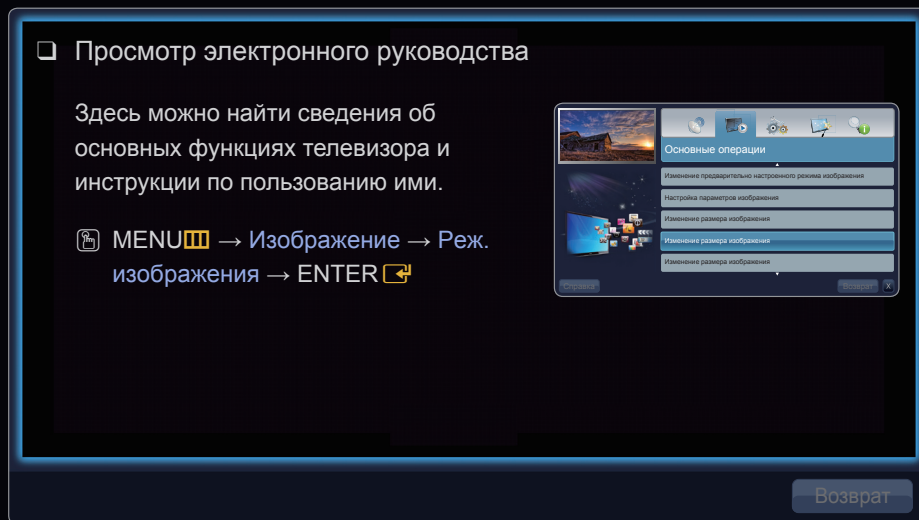 ❑ Просмотр электронного руководства
Здесь можно найти сведения об
основных функциях телевизора и
инструкции по пользованию ими.
MENU → Изображение → Реж.
изображения → ENTER
Основные операции
Изменение предварительно настроенного режима изображения
Настройка параметров изображения
Изменение размера изображения
Изменение размера изображения
Изменение размера изображения
Справка
Возврат X
Возврат